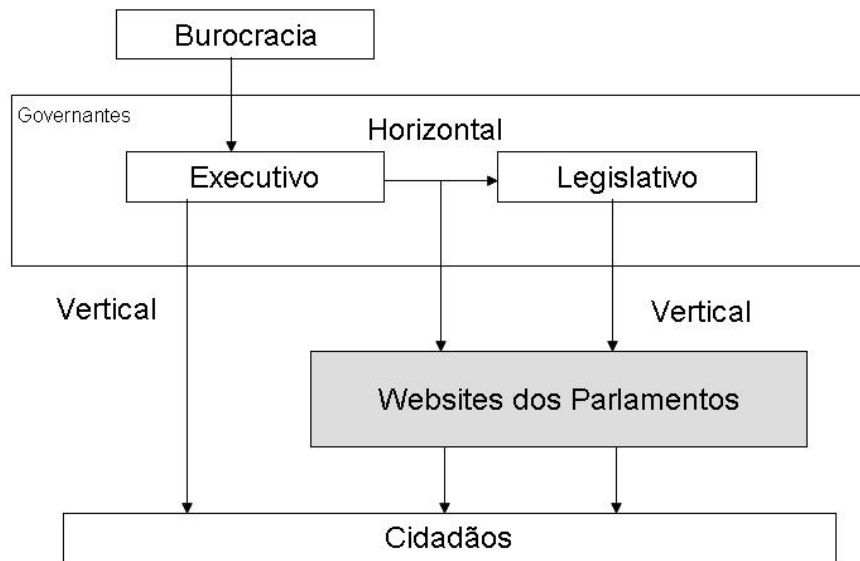 Burocracia
Governantes
Horizontal
Executivo
Legislativo
Vertical
Vertical
Websites dos Parlamentos
Cidadãos